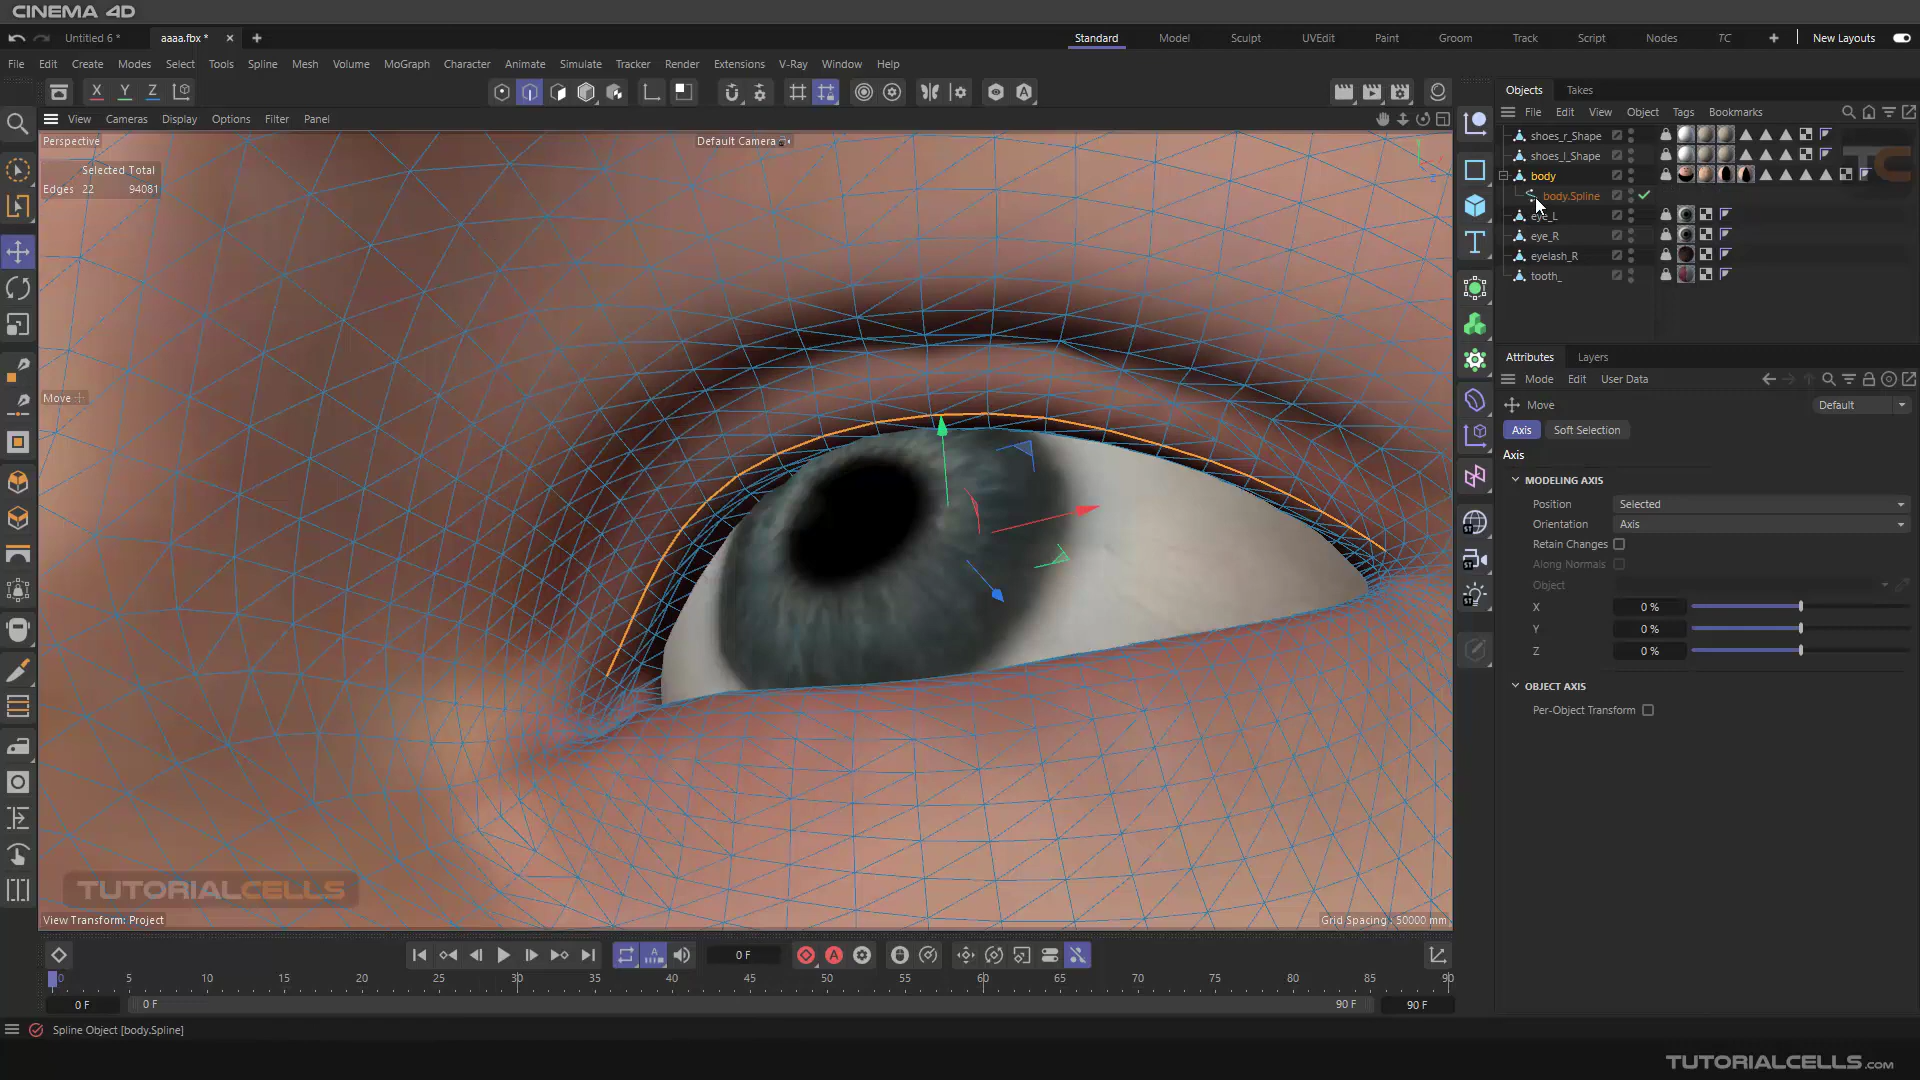 CINEMA 4D
Untitled 6 *
aaaa.fbx *
Standard
Model
Sculpt
UVEdit
Paint
Groom
Track
Script
Nodes
TC
New Layouts
File Edit Create Modes Select Tools Spline Mesh Volume MoGraph Character Animate Simulate Tracker Render Extensions V-Ray Window Help
X Y Z
Objects Takes
View Cameras Display Options Filter Panel
File Edit View Object Tags Bookmarks
Perspective
Default Camera
Selected Total
Edges 22 94081
shoes_r_Shape
shoes_l_Shape
body
body.Spline
eye_L
eye_R
eyelash_R
tooth_
TC
Attributes Layers
Mode Edit User Data
Move
Default
Axis Soft Selection
Axis
MODELING AXIS
Position Selected
Orientation Axis
Retain Changes
Along Normals
Object
X 0 %
Y 0 %
Z 0 %
OBJECT AXIS
Per-Object Transform
Move
TUTORIALCELLS
View Transform: Project
Grid Spacing : 50000 mm
0 F
0 5 10 15 20 25 30 35 40 45 50 55 60 65 70 75 80 85 90
0 F
0 F
90 F
90 F
Spline Object [body.Spline]
TUTORIALCELLS.COM